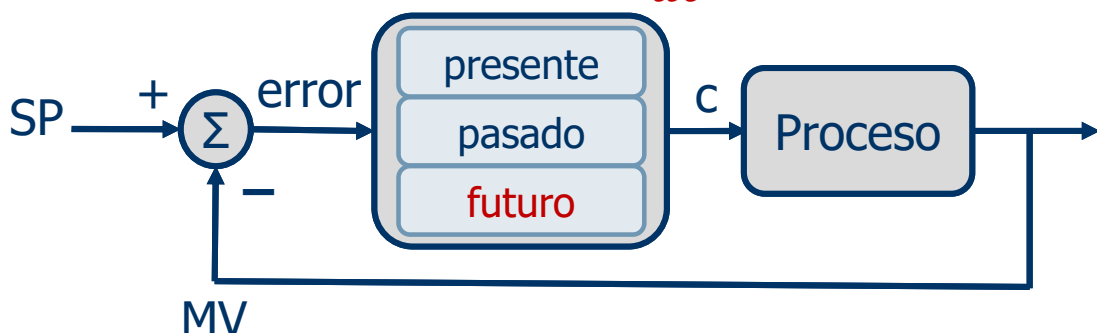 presente
SP
+
Σ
error
pasado
c
Proceso
futuro
−
MV